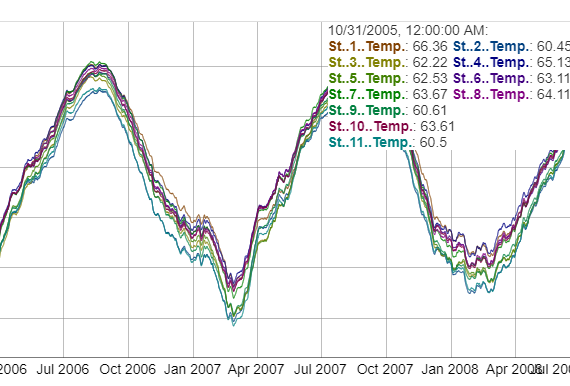 10/31/2005, 12:00:00 AM:
St..1..Temp.: 66.36 St..2..Temp.: 60.45
St..3..Temp.: 62.22 St..4..Temp.: 65.13
St..5..Temp.: 62.53 St..6..Temp.: 63.11
St..7..Temp.: 63.67 St..8..Temp.: 64.11
St..9..Temp.: 60.61
St..10..Temp.: 63.61
St..11..Temp.: 60.5
2006 Jul 2006 Oct 2006 Jan 2007 Apr 2007 Jul 2007 Oct 2007 Jan 2008 Apr 2008 Jul 200